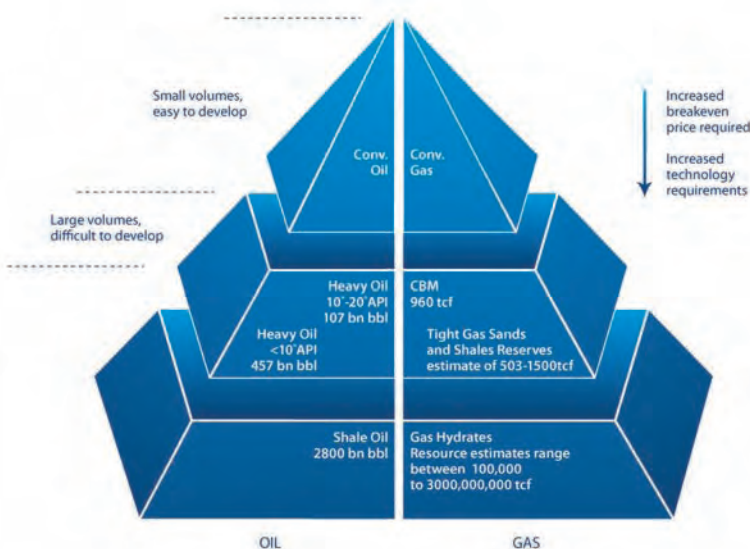 Small volumes,
easy to develop
Increased
breakeven
price required
Increased
technology
requirements
Conv.
Oil
Conv.
Gas
Large volumes,
difficult to develop
Heavy Oil
10°-20°API
107 bn bbl
Heavy Oil
<10°API
457 bn bbl
CBM
960 tcf
Tight Gas Sands
and Shales Reserves
estimate of 503-1500tcf
Shale Oil
2800 bn bbl
Gas Hydrates
Resource estimates range
between 100,000
to 3000,000,000 tcf
OIL
GAS